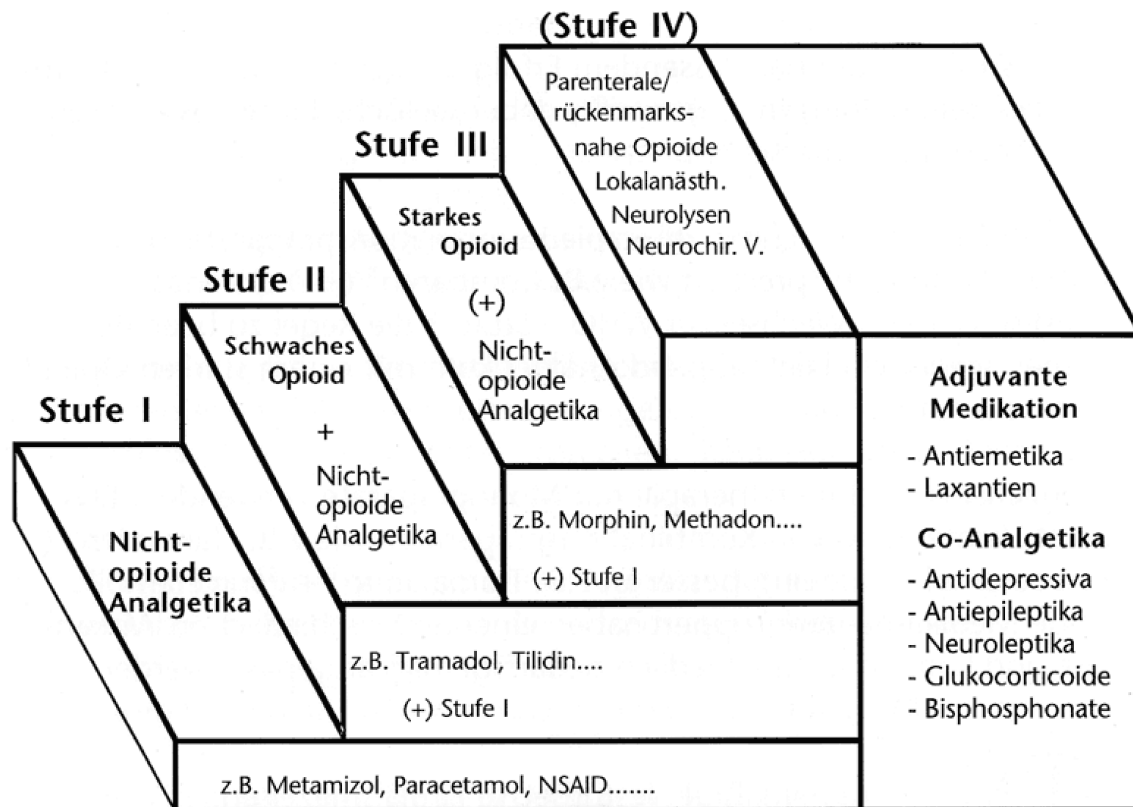 (Stufe IV)
Parenterale/
rückenmarks-
nahe Opioide
Lokalanästh.
Neurolysen
Neurochir. V.
Stufe III
Starkes
Opioid
(+)
Nicht-
opioide
Analgetika
Stufe II
Schwaches
Opioid
+
Nicht-
opioide
Analgetika
Stufe I
Nicht-
opioide
Analgetika
z.B. Morphin, Methadon....
(+) Stufe I
z.B. Tramadol, Tilidin....
(+) Stufe I
z.B. Metamizol, Paracetamol, NSAID.......
Adjuvante
Medikation
- Antiemetika
- Laxantien
Co-Analgetika
- Antidepressiva
- Antiepileptika
- Neuroleptika
- Glukocorticoide
- Bisphosphonate